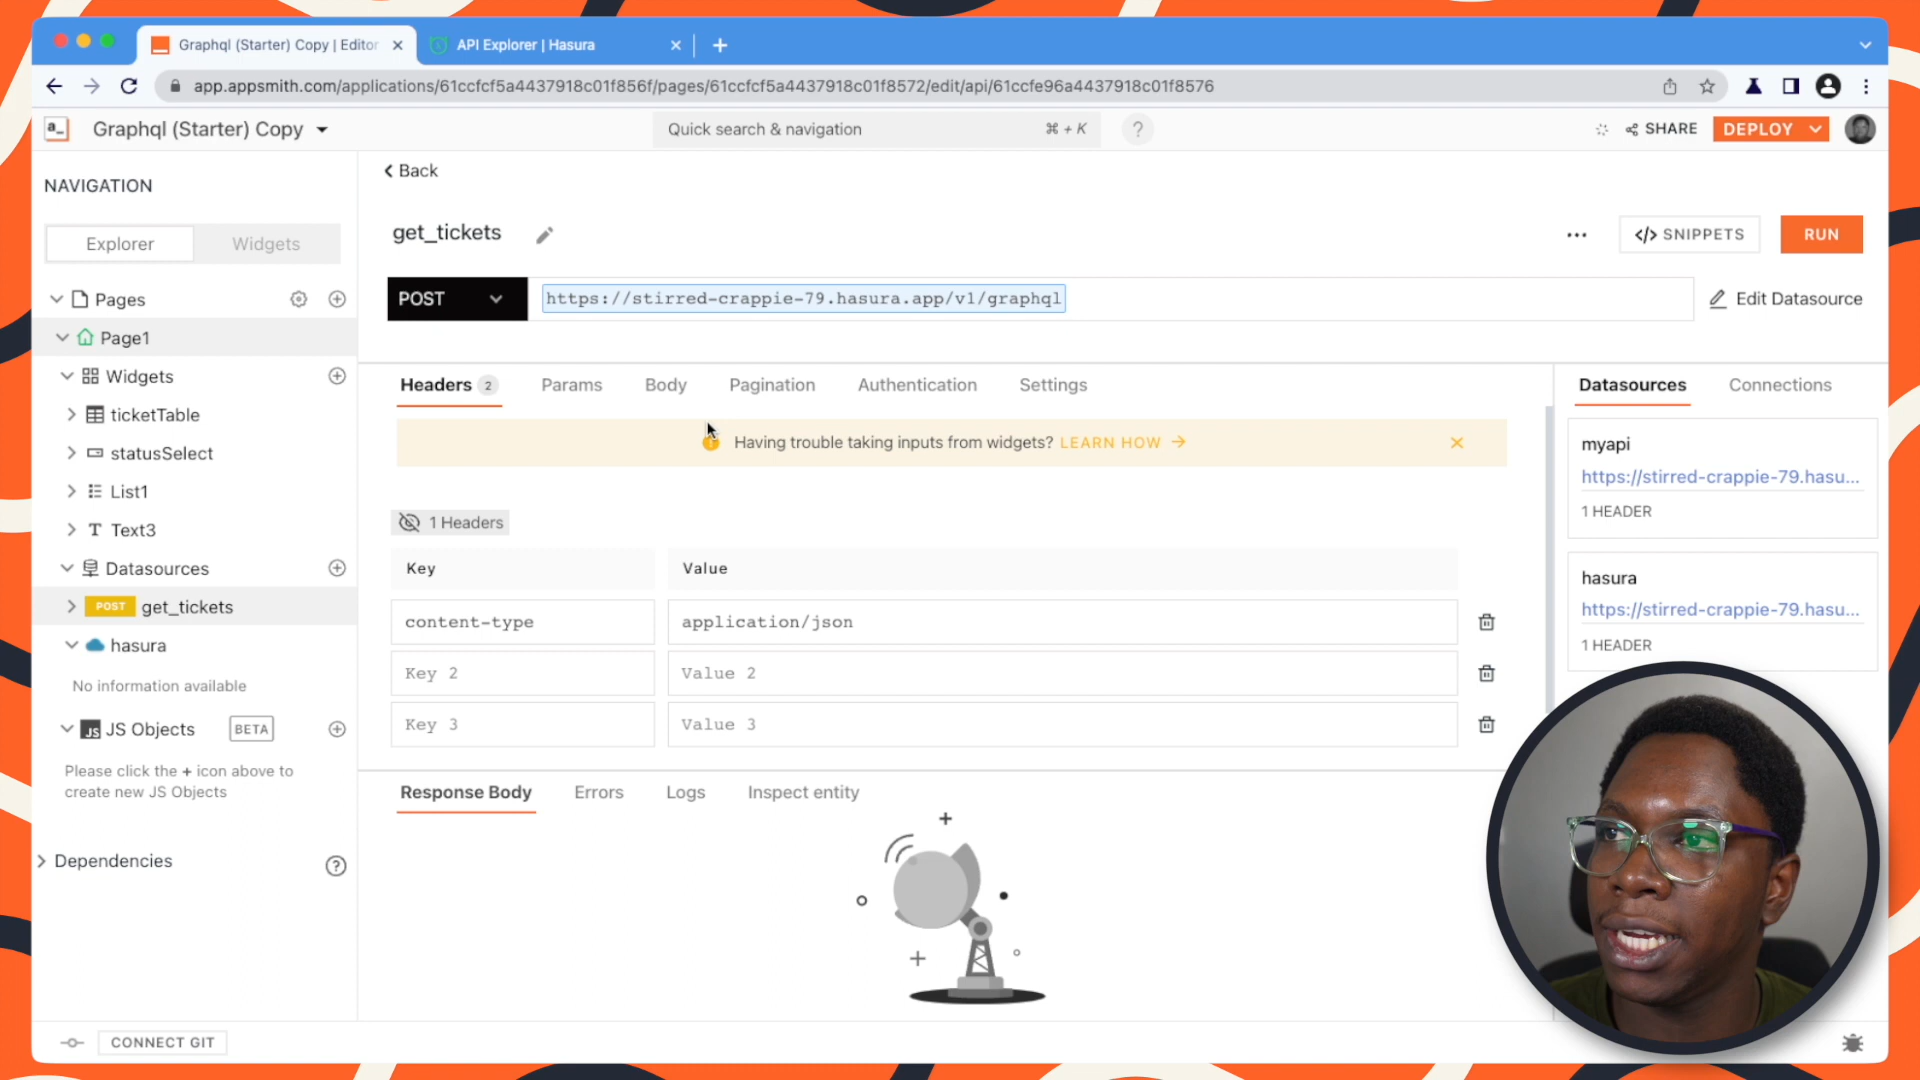 Graphql (Starter) Copy | Editor
API Explorer | Hasura
app.appsmith.com/applications/61ccfcf5a4437918c01f856f/pages/61ccfcf5a4437918c01f8572/edit/api/61ccfe96a4437918c01f8576
a_
Graphql (Starter) Copy
Quick search & navigation
⌘ + K
?
SHARE
DEPLOY
NAVIGATION
Back
get_tickets
SNIPPETS
RUN
Explorer
Widgets
POST
https://stirred-crappie-79.hasura.app/v1/graphql
Edit Datasource
Pages
Page1
Widgets
ticketTable
statusSelect
List1
Text3
Datasources
POST get_tickets
hasura
No information available
JS JS Objects
BETA
Please click the + icon above to
create new JS Objects
Dependencies
?
CONNECT GIT
Headers 2
Params
Body
Pagination
Authentication
Settings
Having trouble taking inputs from widgets? LEARN HOW
1 Headers
Key
Value
content-type
application/json
Key 2
Value 2
Key 3
Value 3
Response Body
Errors
Logs
Inspect entity
Datasources
Connections
myapi
https://stirred-crappie-79.hasu...
1 HEADER
hasura
https://stirred-crappie-79.hasu...
1 HEADER